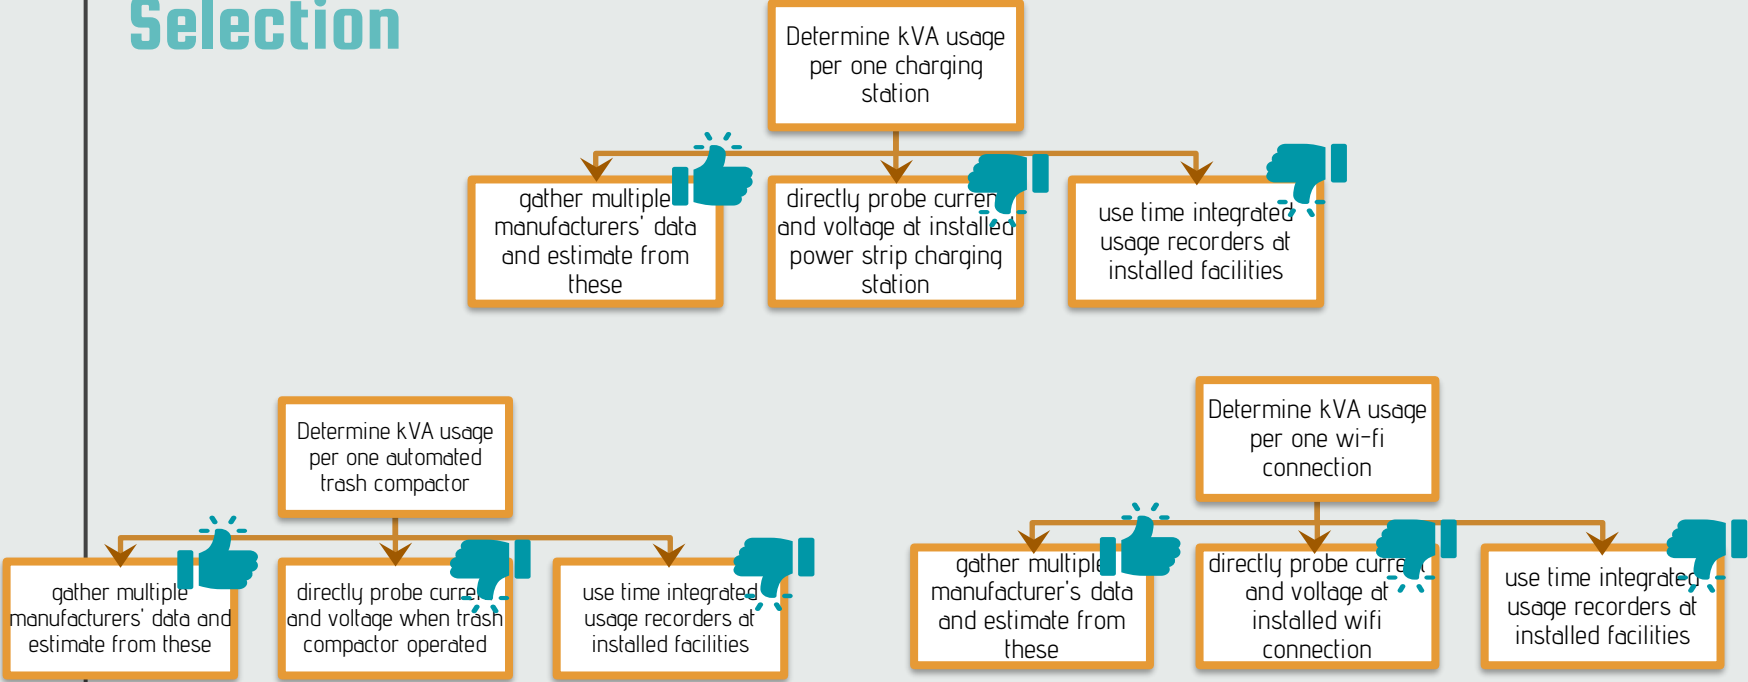 Selection
Determine kVA usage
per one charging
station
gather multiple
manufacturers' data
and estimate from
these
directly probe current
and voltage at installed
power strip charging
station
use time integrated
usage recorders at
installed facilities
Determine kVA usage
per one automated
trash compactor
gather multiple
manufacturers' data and
estimate from these
directly probe current
and voltage when trash
compactor operated
use time integrated
usage recorders at
installed facilities
Determine kVA usage
per one wi-fi
connection
gather multiple
manufacturer's data
and estimate from
these
directly probe current
and voltage at
installed wifi
connection
use time integrated
usage recorders at
installed facilities